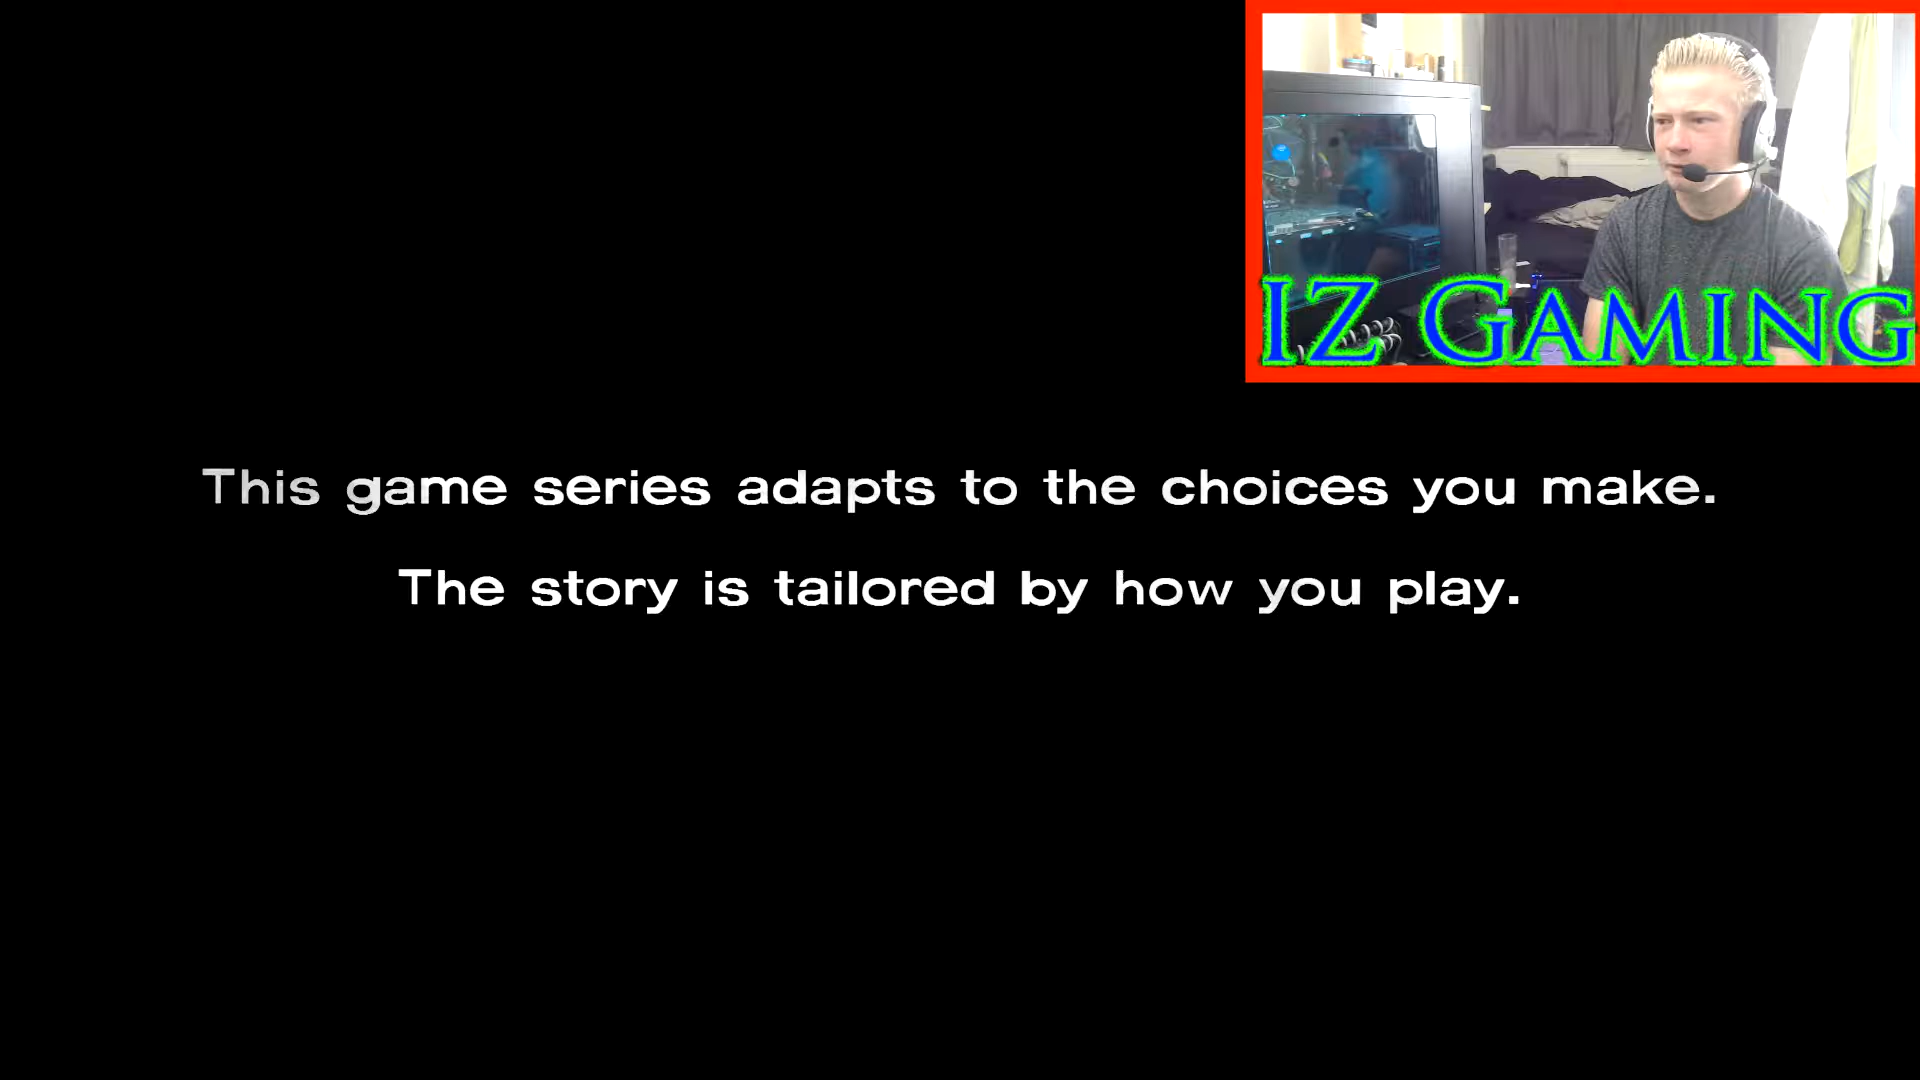 IZ GAMING
This game series adapts to the choices you make.
The story is tailored by how you play.